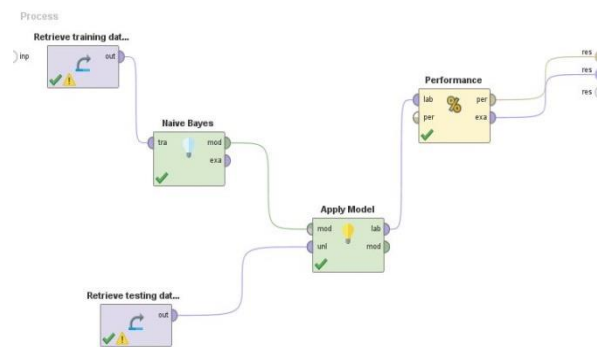 Process
Retrieve training dat...
inp
out
res
res
res
Performance
lab
per
per
exa
Naive Bayes
tra
mod
exa
Apply Model
mod
lab
unl
mod
Retrieve testing dat...
out